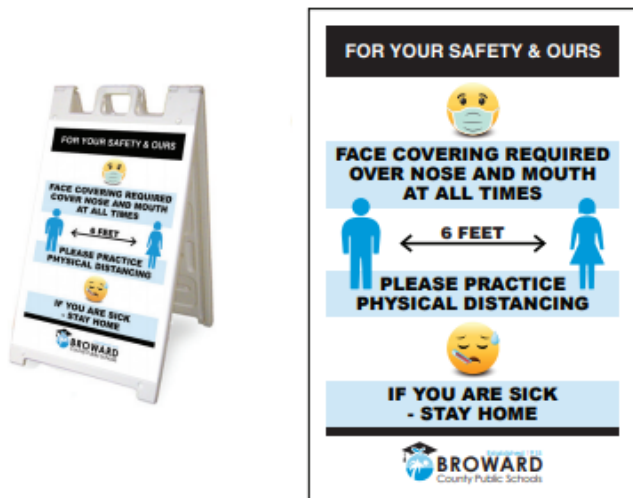 FOR YOUR SAFETY & OURS
FACE COVERING REQUIRED
COVER NOSE AND MOUTH
AT ALL TIMES
6 FEET
PLEASE PRACTICE
PHYSICAL DISTANCING
IF YOU ARE SICK
- STAY HOME
BROWARD
County Public Schools
FOR YOUR SAFETY & OURS
FACE COVERING REQUIRED
OVER NOSE AND MOUTH
AT ALL TIMES
6 FEET
PLEASE PRACTICE
PHYSICAL DISTANCING
IF YOU ARE SICK
- STAY HOME
BROWARD
County Public Schools